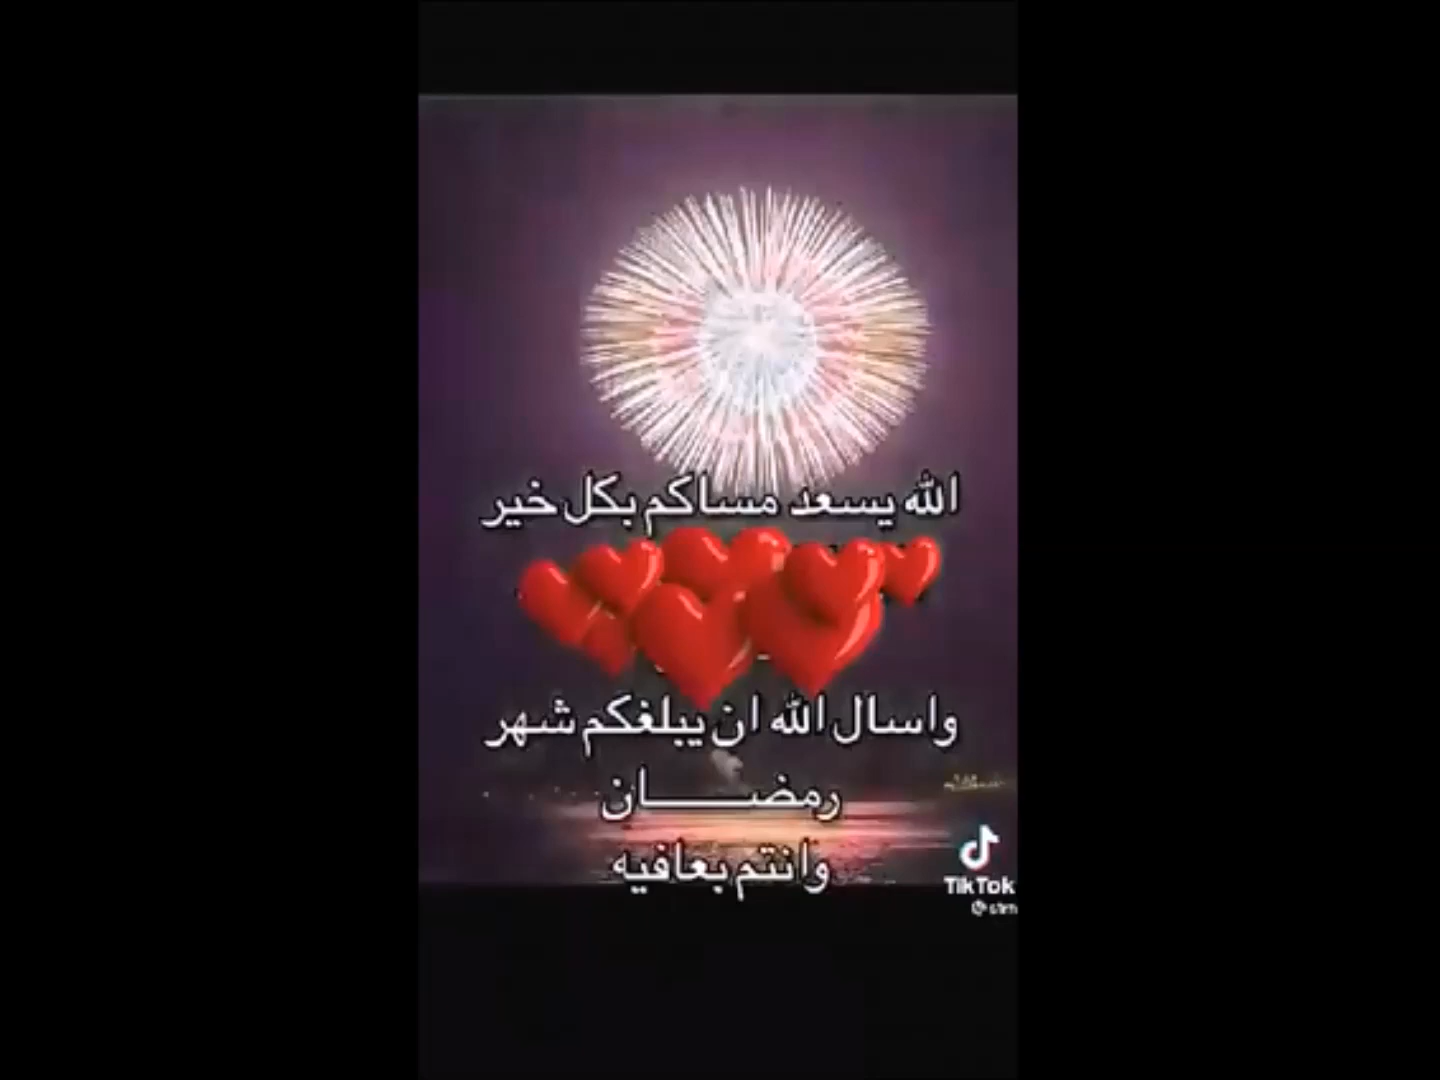 الله يسعد مساكم بكل خير
واسال الله ان يبلغكم شهر
رمضـــــــان
وانتم بعافيه
TikTok